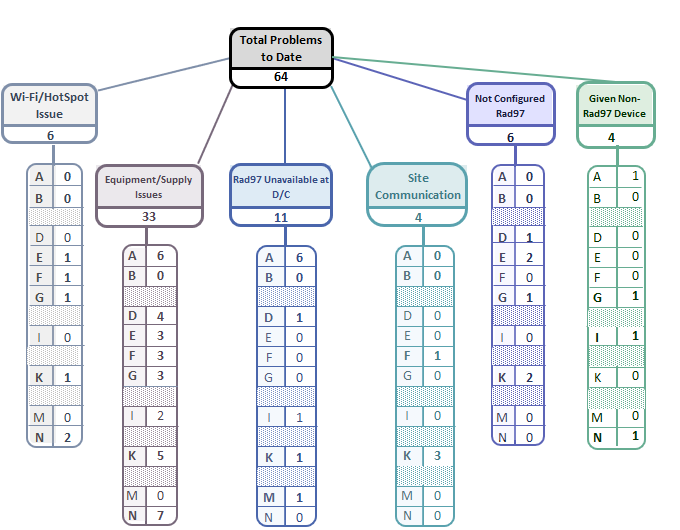 Total Problems
to Date
64
Wi-Fi/HotSpot
Issue
6
A 0
B 0
D 0
E 1
F 1
G 1
I 0
K 1
M 0
N 2
Equipment/Supply
Issues
33
A 6
B 0
D 4
E 3
F 3
G 3
I 2
K 5
M 0
N 7
Rad97 Unavailable at
D/C
11
A 6
B 0
D 1
E 0
F 0
G 0
I 1
K 1
M 1
N 0
Site
Communication
4
A 0
B 0
D 0
E 0
F 1
G 0
I 0
K 3
M 0
N 0
Not Configured
Rad97
6
A 0
B 0
D 1
E 2
F 0
G 1
I 0
K 2
M 0
N 0
Given Non-
Rad97 Device
4
A 1
B 0
D 0
E 0
F 0
G 1
I 1
K 0
M 0
N 1